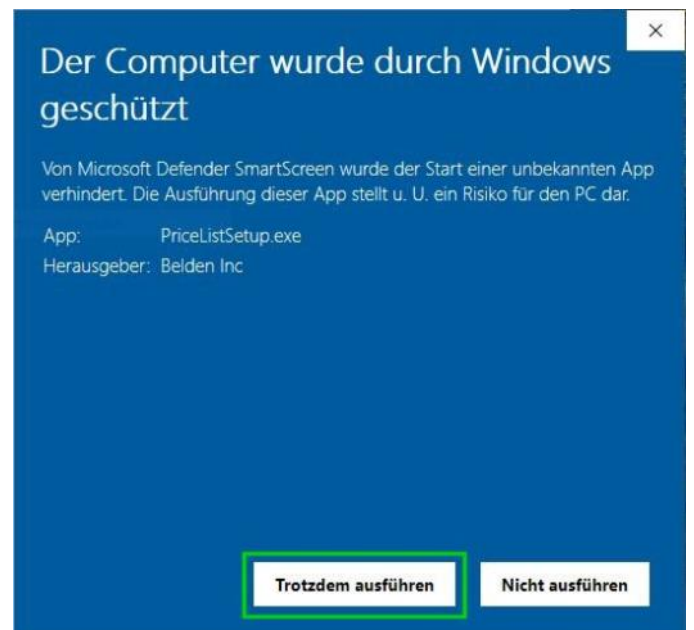 Der Computer wurde durch Windows
geschützt
Von Microsoft Defender SmartScreen wurde der Start einer unbekannten App
verhindert. Die Ausführung dieser App stellt u. U. ein Risiko für den PC dar.
App: PriceListSetup.exe
Herausgeber: Belden Inc
Trotzdem ausführen Nicht ausführen